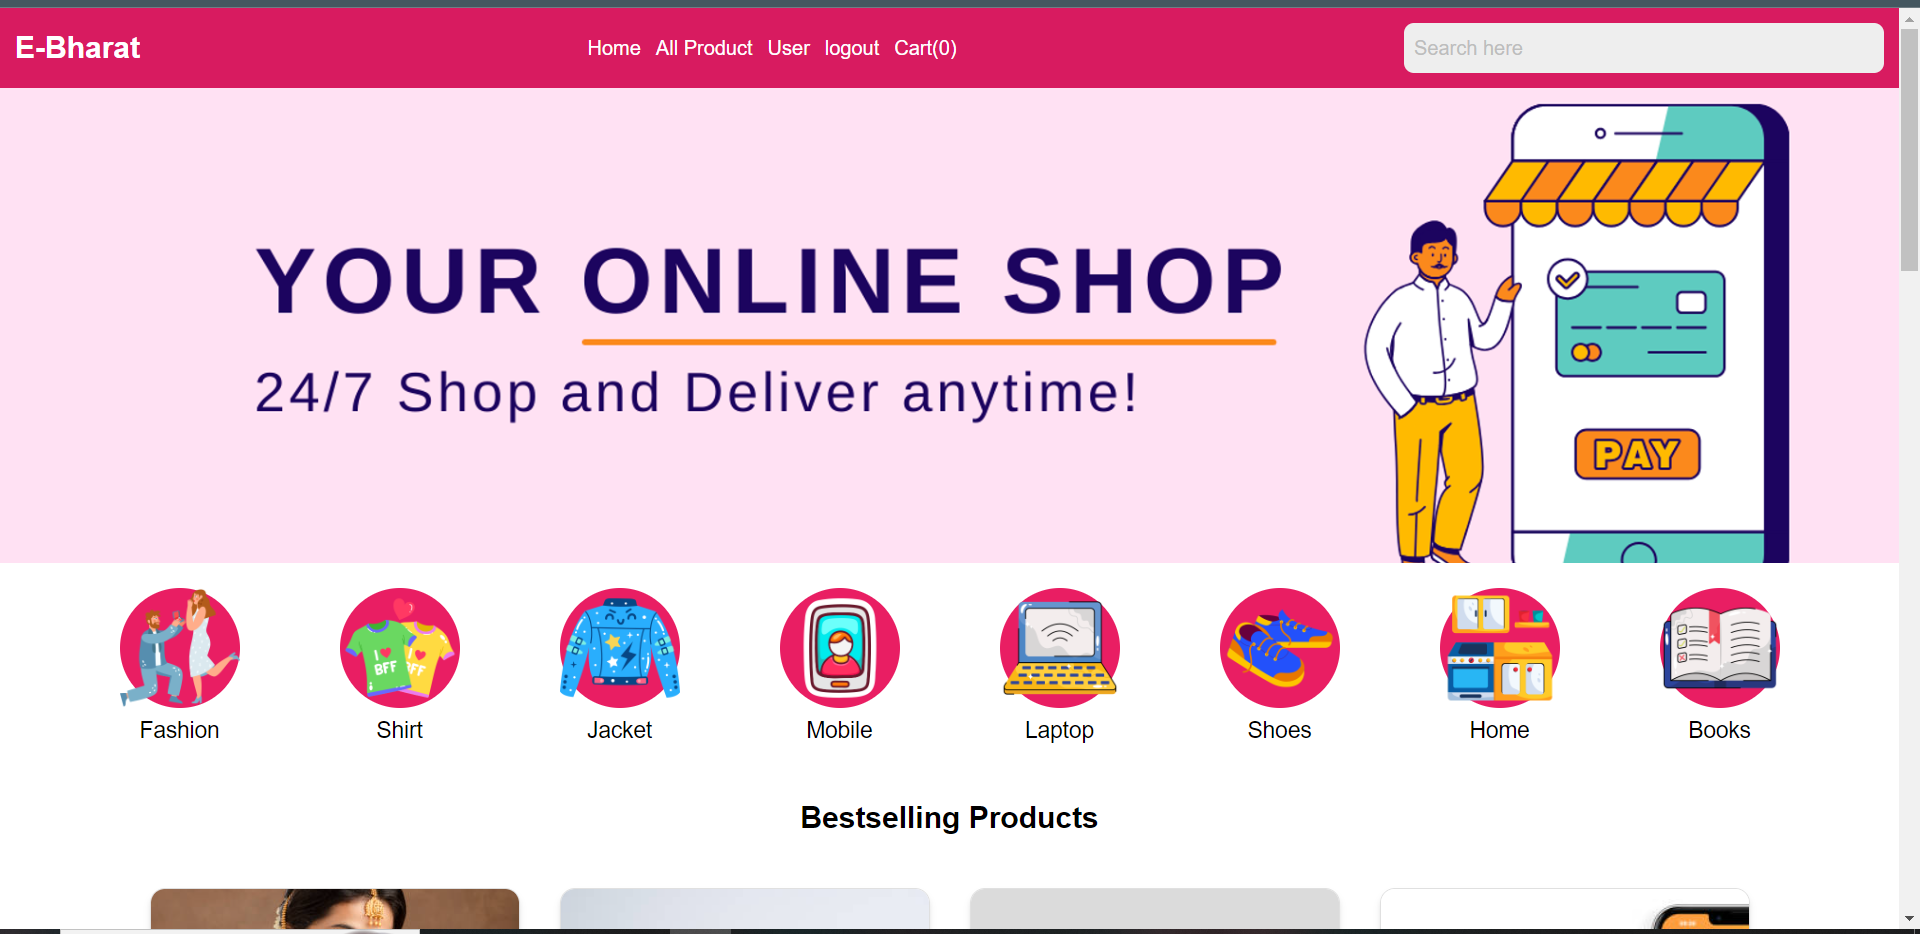 E-Bharat
Home All Product User logout Cart(0)
Search here
YOUR ONLINE SHOP
24/7 Shop and Deliver anytime!
PAY
I
BFF
BFF
Fashion
Shirt
Jacket
Mobile
Laptop
Shoes
Home
Books
Bestselling Products